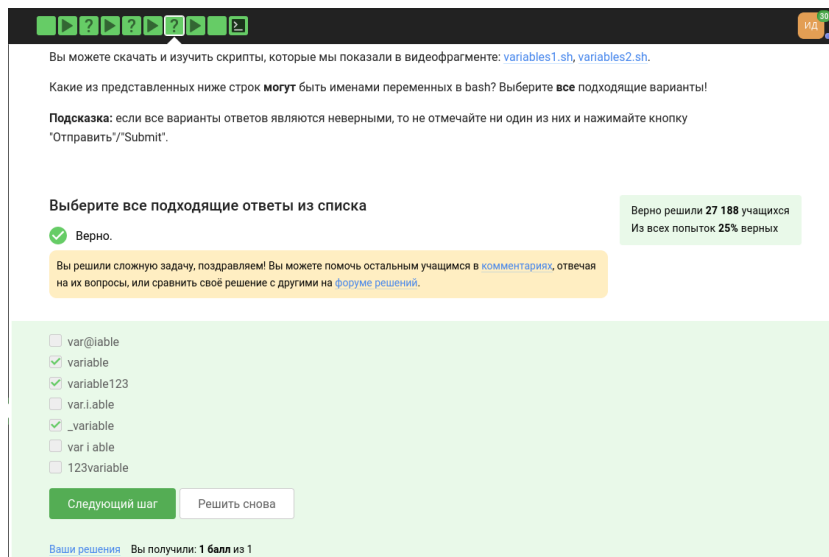 ИД
30
Вы можете скачать и изучить скрипты, которые мы показали в видеофрагменте: variables1.sh, variables2.sh.
Какие из представленных ниже строк могут быть именами переменных в bash? Выберите все подходящие варианты!
Подсказка: если все варианты ответов являются неверными, то не отмечайте ни один из них и нажимайте кнопку
"Отправить"/"Submit".
Выберите все подходящие ответы из списка
Верно решили 27 188 учащихся
Из всех попыток 25% верных
Верно.
Вы решили сложную задачу, поздравляем! Вы можете помочь остальным учащимся в комментариях, отвечая
на их вопросы, или сравнить своё решение с другими на форуме решений.
var@iable
variable
variable123
var.i.able
_variable
var i able
123variable
Следующий шаг
Решить снова
Ваши решения Вы получили: 1 балл из 1